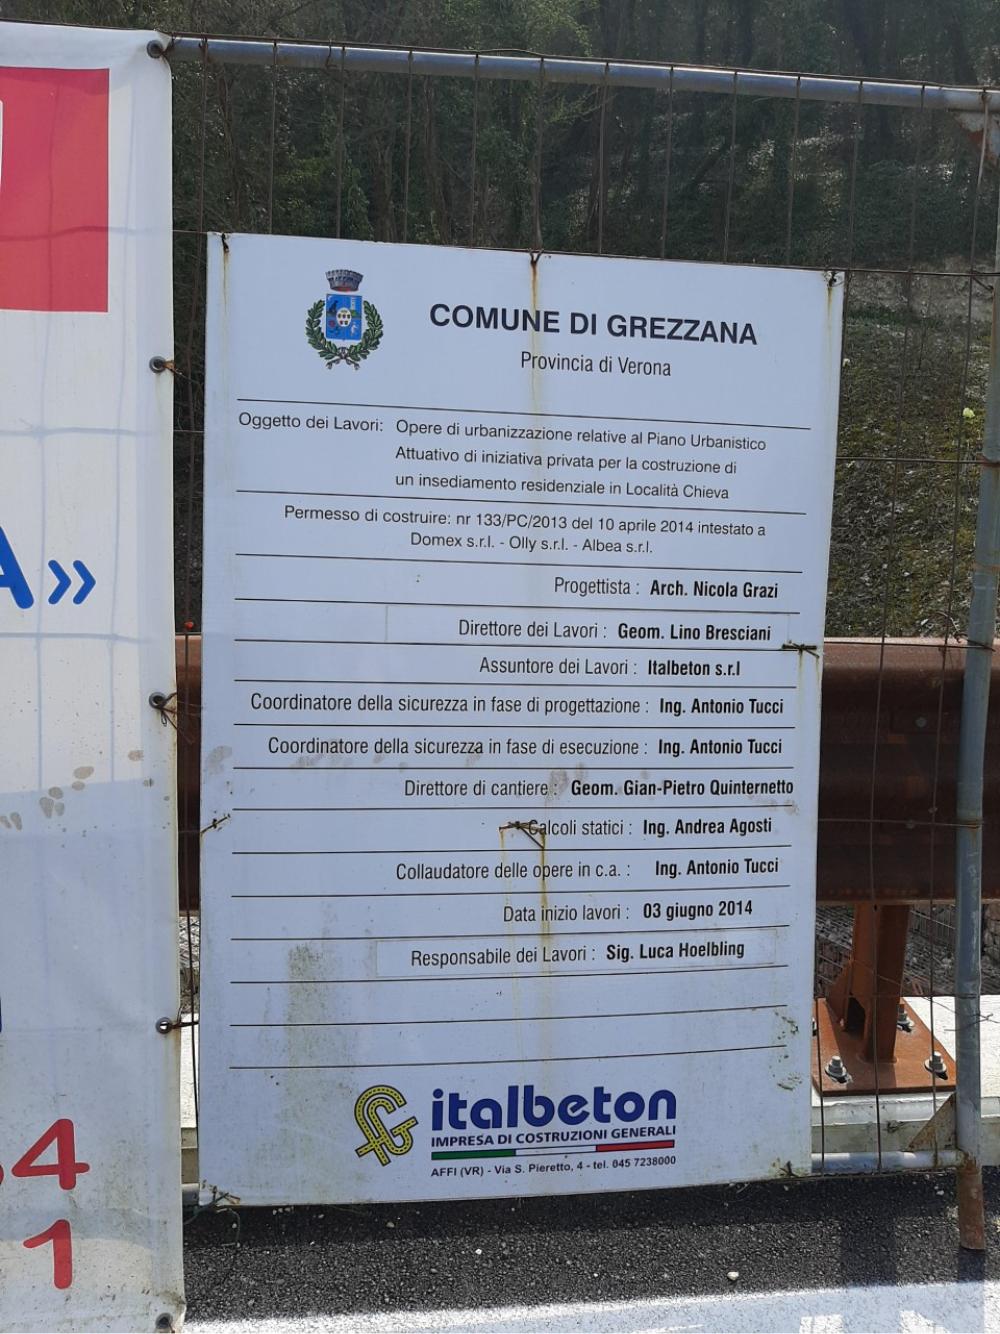 COMUNE DI GREZZANA
Provincia di Verona
Oggetto dei Lavori: Opere di urbanizzazione relative al Piano Urbanistico
Attuativo di iniziativa privata per la costruzione di
un insediamento residenziale in Località Chieva
Permesso di costruire: nr 133/PC/2013 del 10 aprile 2014 intestato a
Domex s.r.l. - Olly s.r.l. - Albea s.r.l.
Progettista : Arch. Nicola Grazi
Direttore dei Lavori : Geom. Lino Bresciani
Assuntore dei Lavori : Italbeton s.r.l
Coordinatore della sicurezza in fase di progettazione : Ing. Antonio Tucci
Coordinatore della sicurezza in fase di esecuzione : Ing. Antonio Tucci
Direttore di cantiere : Geom. Gian-Pietro Quinternetto
Calcoli statici : Ing. Andrea Agosti
Collaudatore delle opere in c.a. : Ing. Antonio Tucci
Data inizio lavori : 03 giugno 2014
Responsabile dei Lavori : Sig. Luca Hoelbling
italbeton
IMPRESA DI COSTRUZIONI GENERALI
AFFI (VR) - Via S. Pieretto, 4 - tel. 045 7238000
A»
4
1